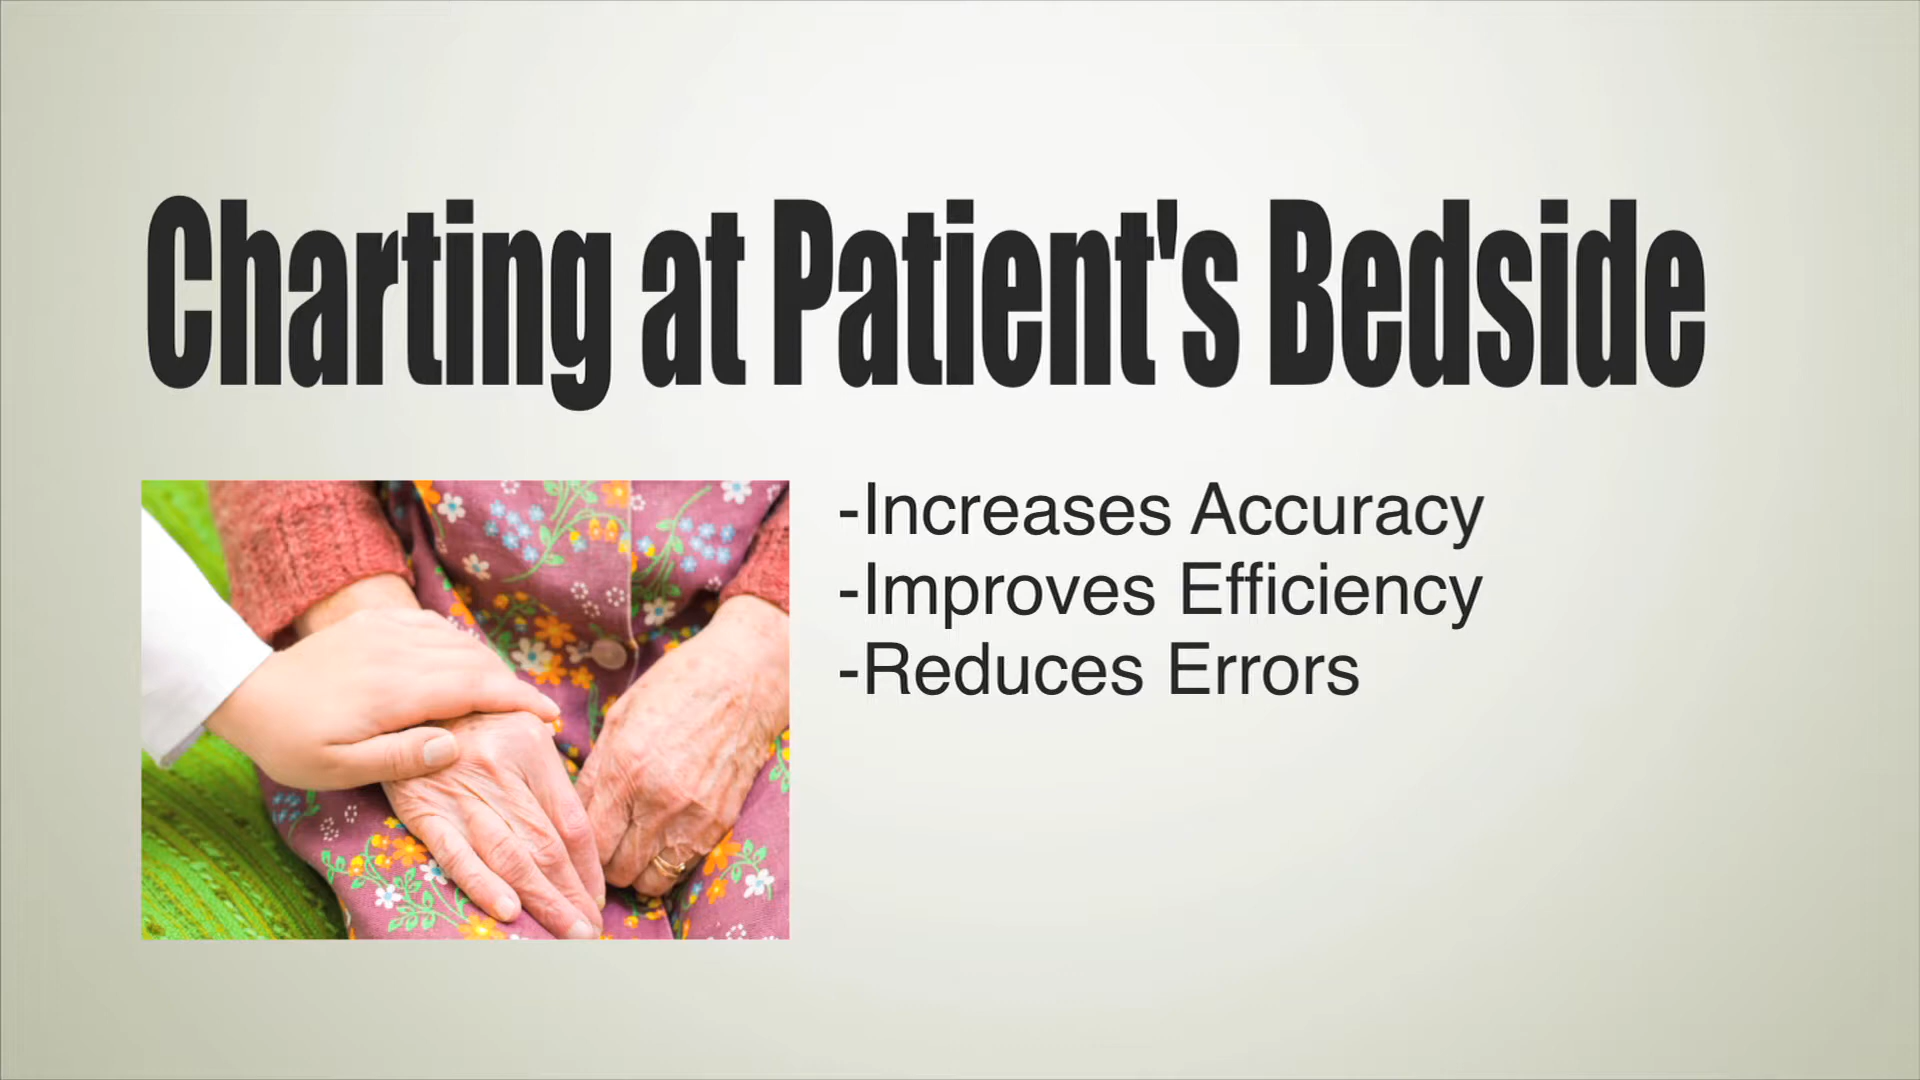 Charting at Patient's Bedside
-Increases Accuracy
-Improves Efficiency
-Reduces Errors